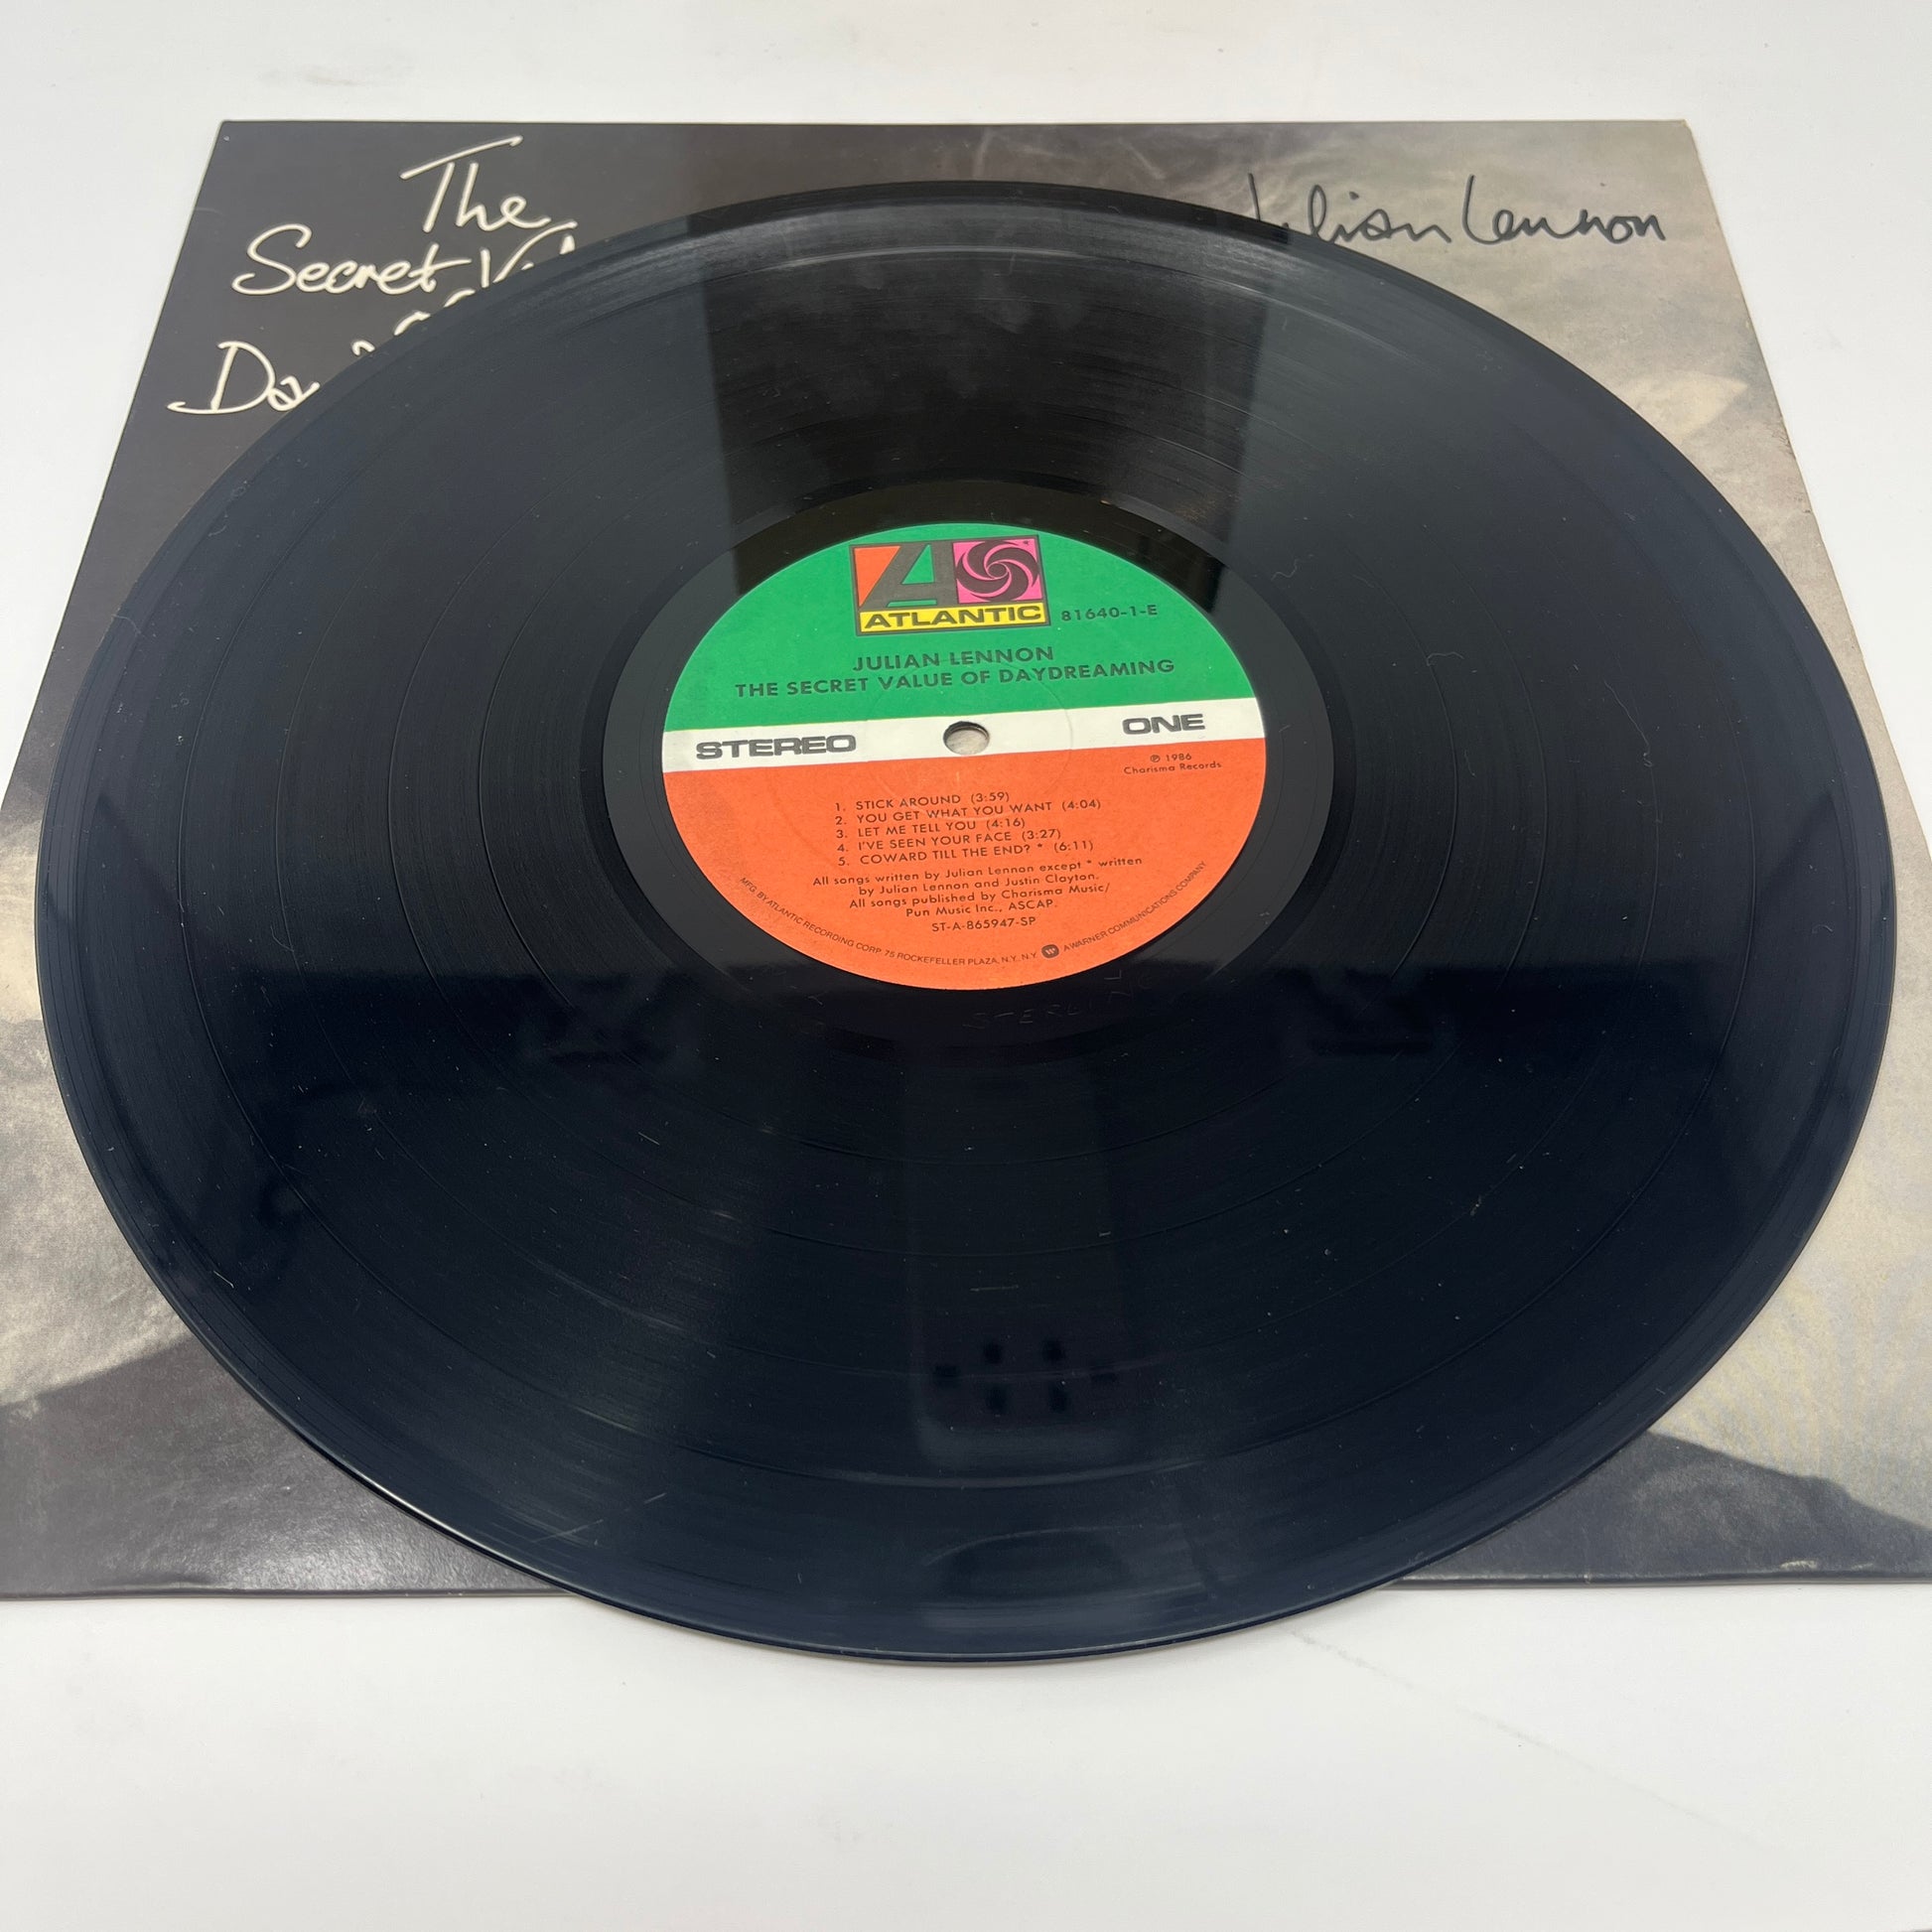 The
Secret
Julian Lennon
ATLANTIC 81640-1-E
JULIAN LENNON
THE SECRET VALUE OF DAYDREAMING
STEREO ONE
℗ 1986
Charisma Records
1. STICK AROUND (3:59)
2. YOU GET WHAT YOU WANT (4:04)
3. LET ME TELL YOU (4:16)
4. I'VE SEEN YOUR FACE (3:27)
5. COWARD TILL THE END? * (6:11)
All songs written by Julian Lennon except * written
by Julian Lennon and Justin Clayton.
All songs published by Charisma Music/
Pun Music Inc., ASCAP.
ST-A-865947-SP
MFG. BY ATLANTIC RECORDING CORP. 75 ROCKEFELLER PLAZA, N.Y. N.Y. A WARNER COMMUNICATIONS COMPANY
STERLING